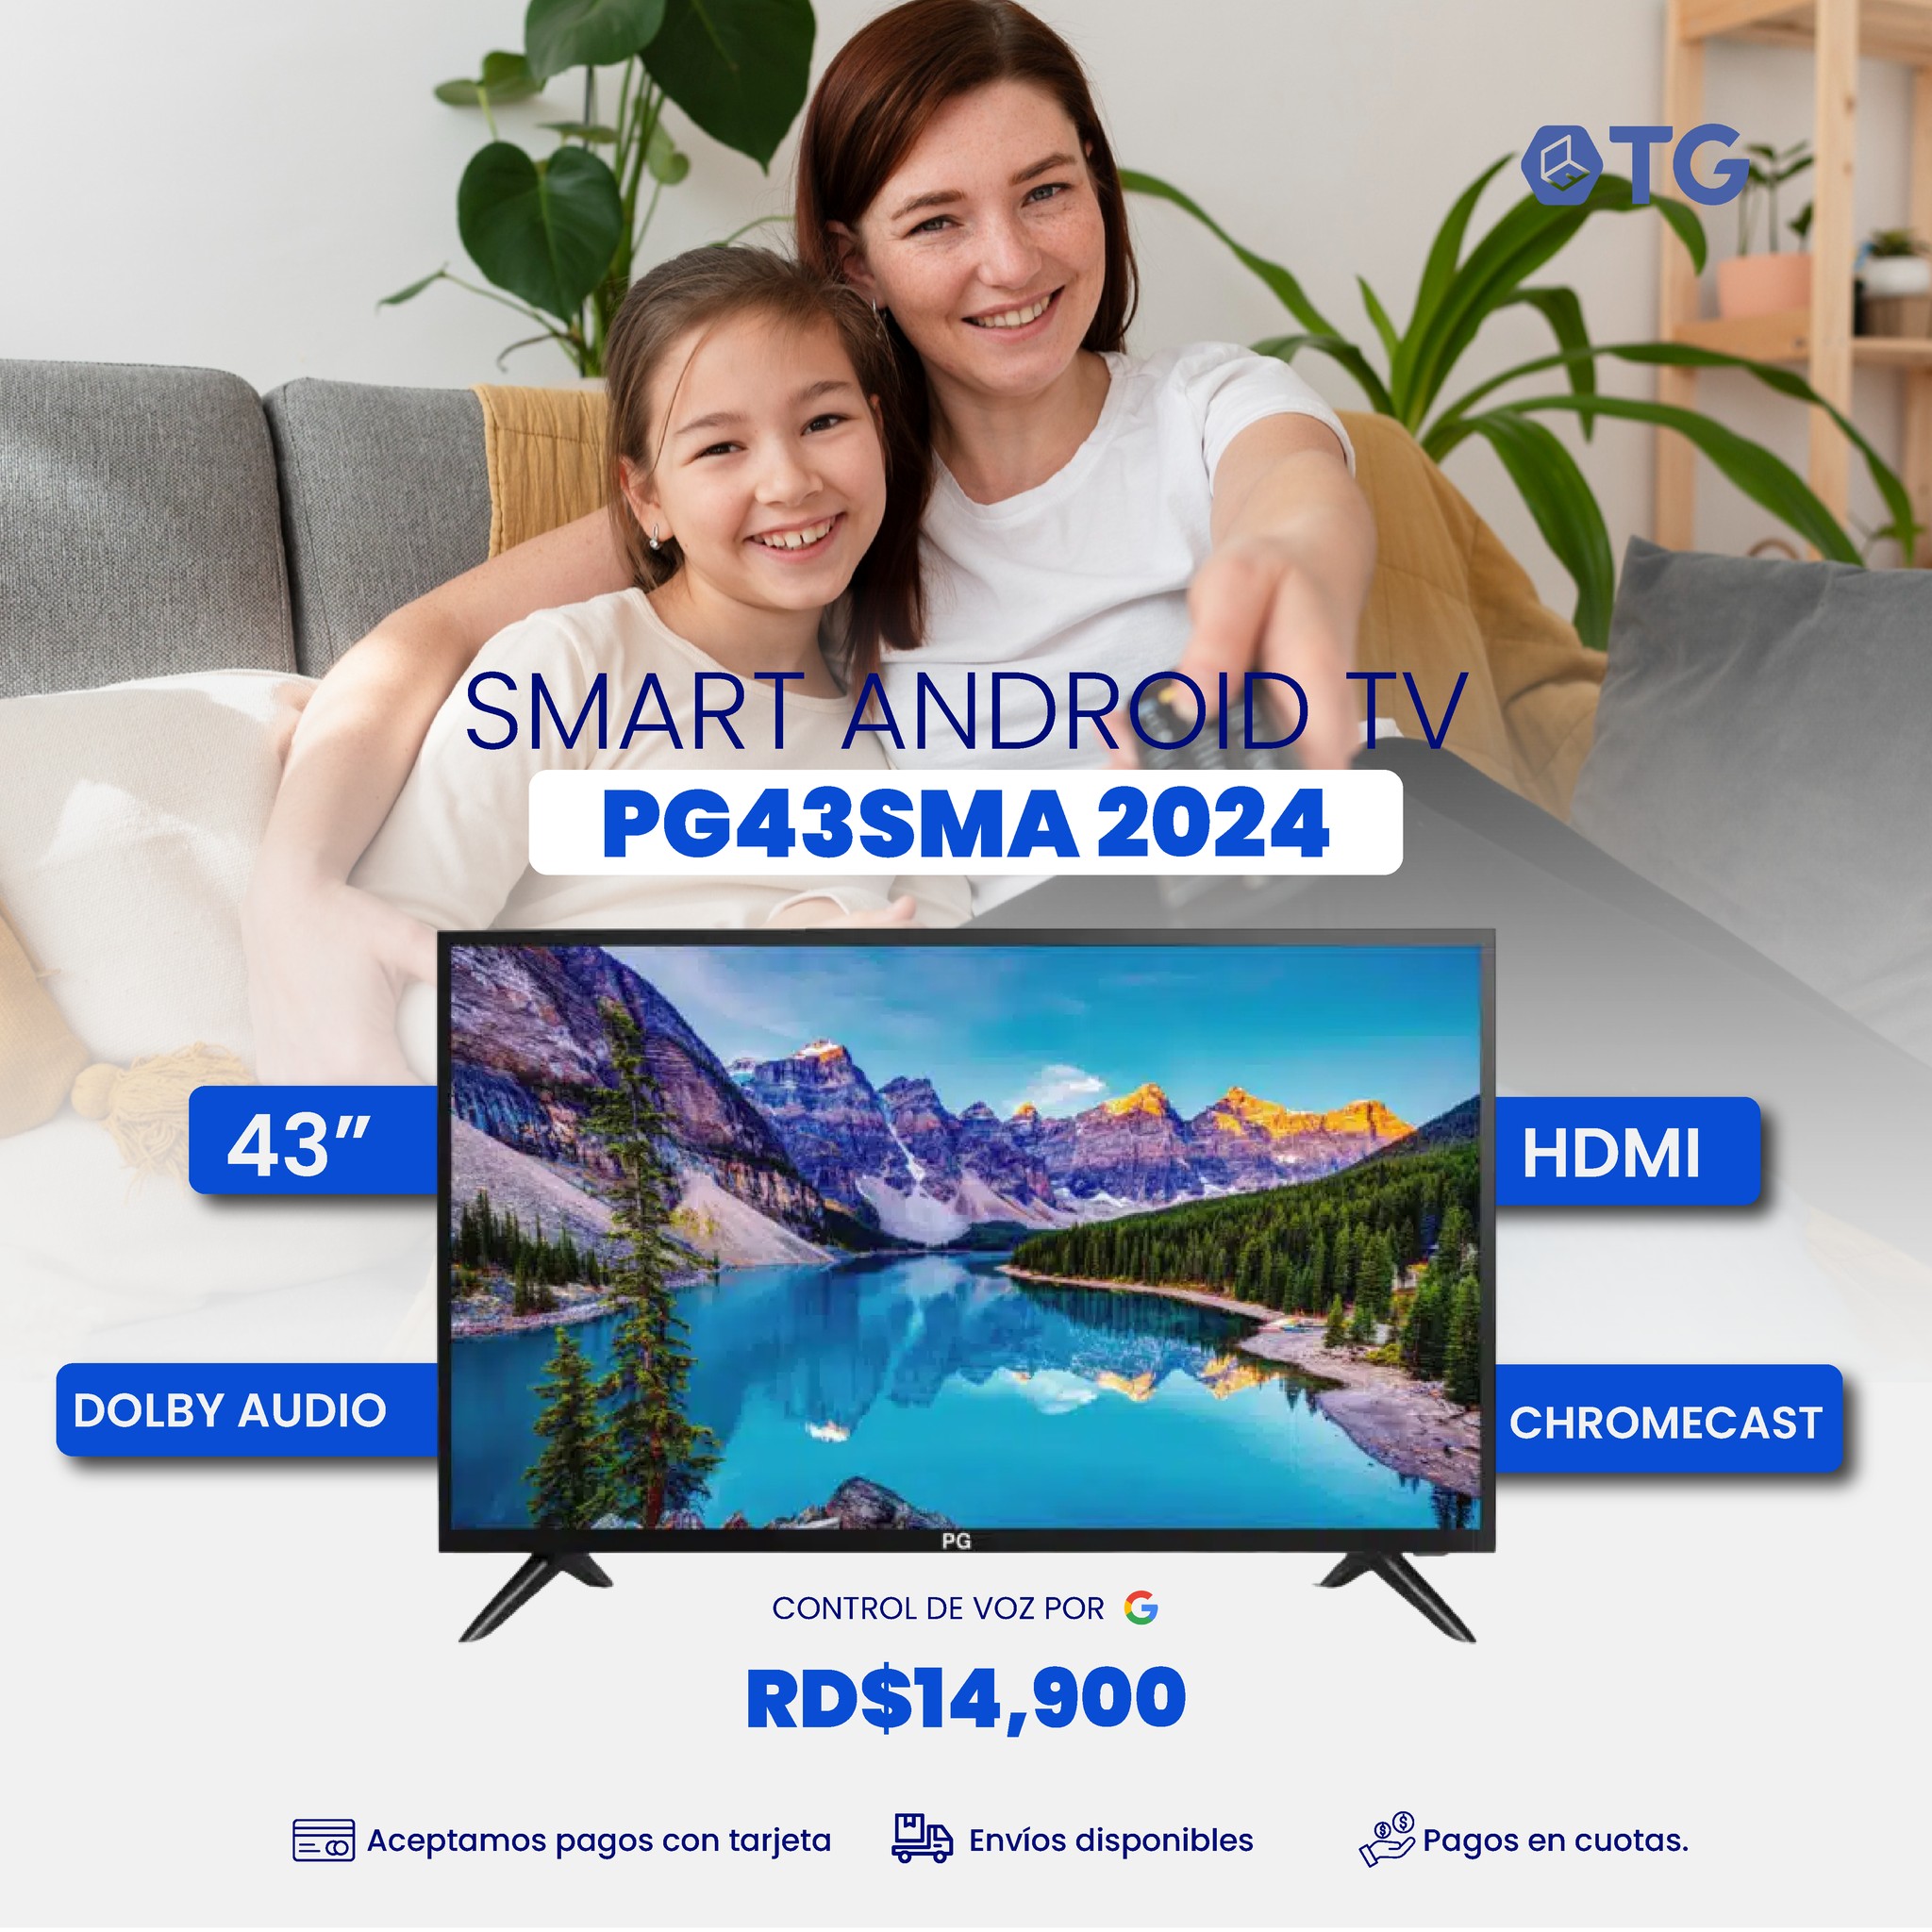 TG
SMART ANDROID TV
PG43SMA 2024
43”
HDMI
DOLBY AUDIO
CHROMECAST
PG
CONTROL DE VOZ POR G
RD$14,900
Aceptamos pagos con tarjeta
Envíos disponibles
Pagos en cuotas.